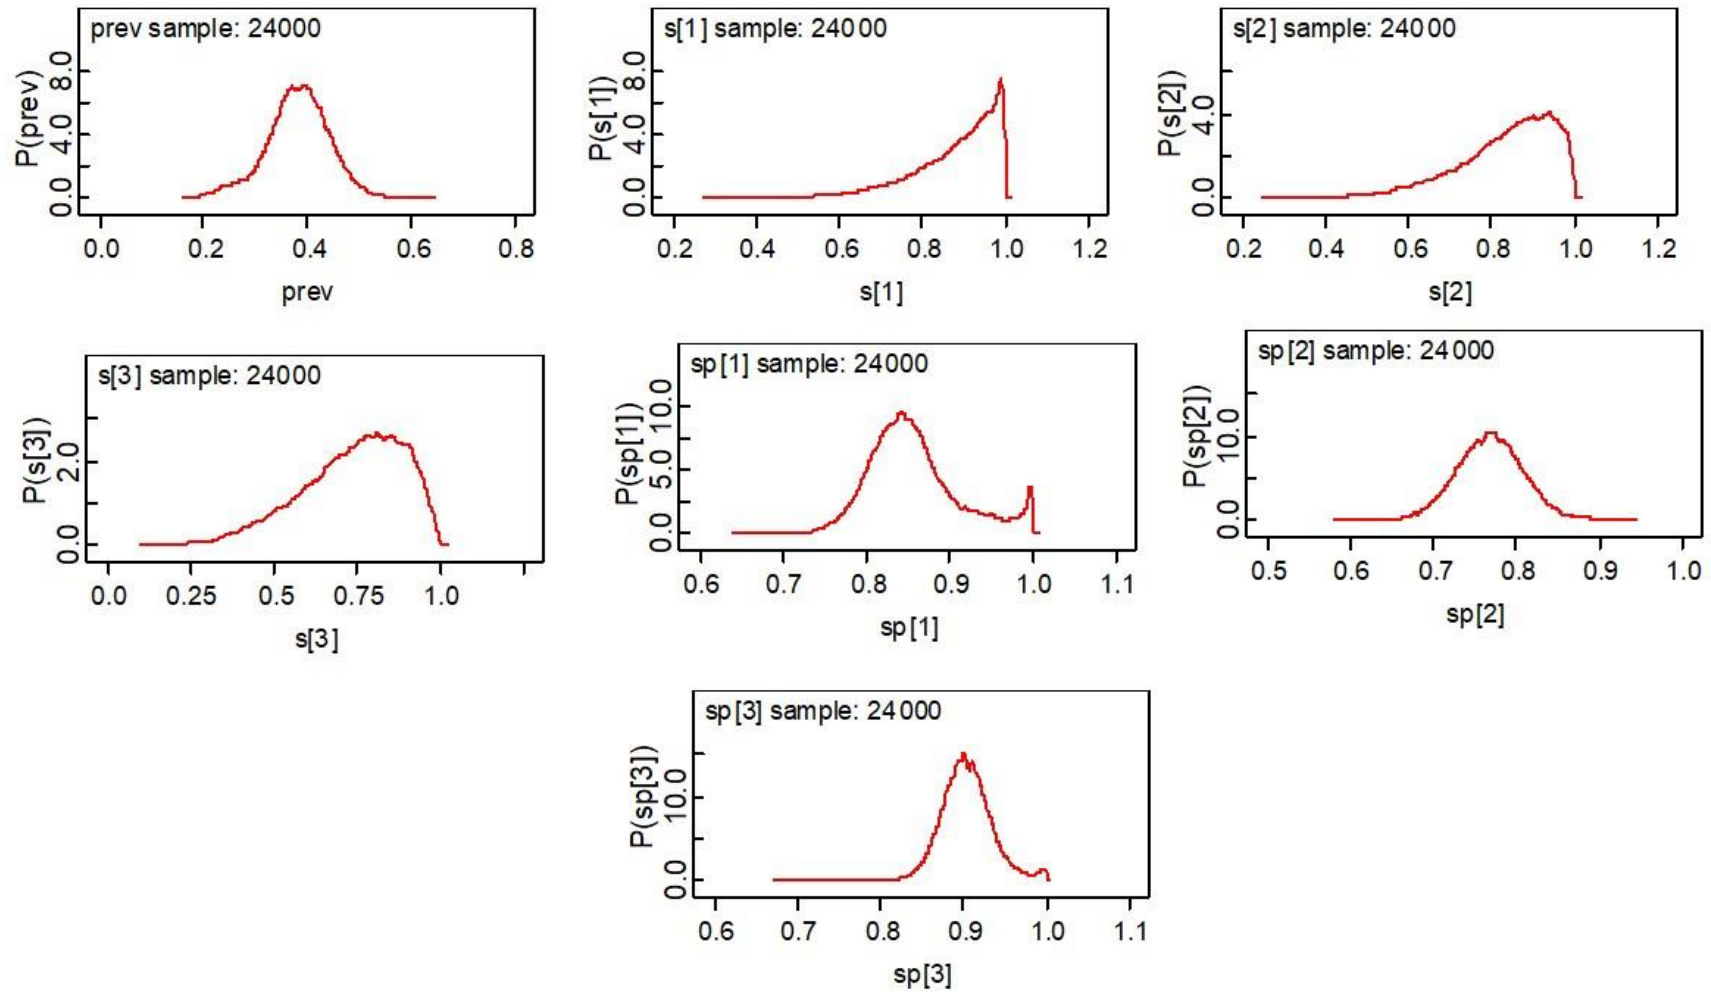 prev sample: 24000
P(prev)
8.0
4.0
0.0
0.0 0.2 0.4 0.6 0.8
prev
s[1] sample: 24000
P(s[1])
8.0
4.0
0.0
0.2 0.4 0.6 0.8 1.0 1.2
s[1]
s[2] sample: 24000
P(s[2])
4.0
0.0
0.2 0.4 0.6 0.8 1.0 1.2
s[2]
s[3] sample: 24000
P(s[3])
2.0
0.0
0.0 0.25 0.5 0.75 1.0
s[3]
sp[1] sample: 24000
P(sp[1])
10.0
5.0
0.0
0.6 0.7 0.8 0.9 1.0 1.1
sp[1]
sp[2] sample: 24000
P(sp[2])
10.0
0.0
0.5 0.6 0.7 0.8 0.9 1.0
sp[2]
sp[3] sample: 24000
P(sp[3])
10.0
0.0
0.6 0.7 0.8 0.9 1.0 1.1
sp[3]